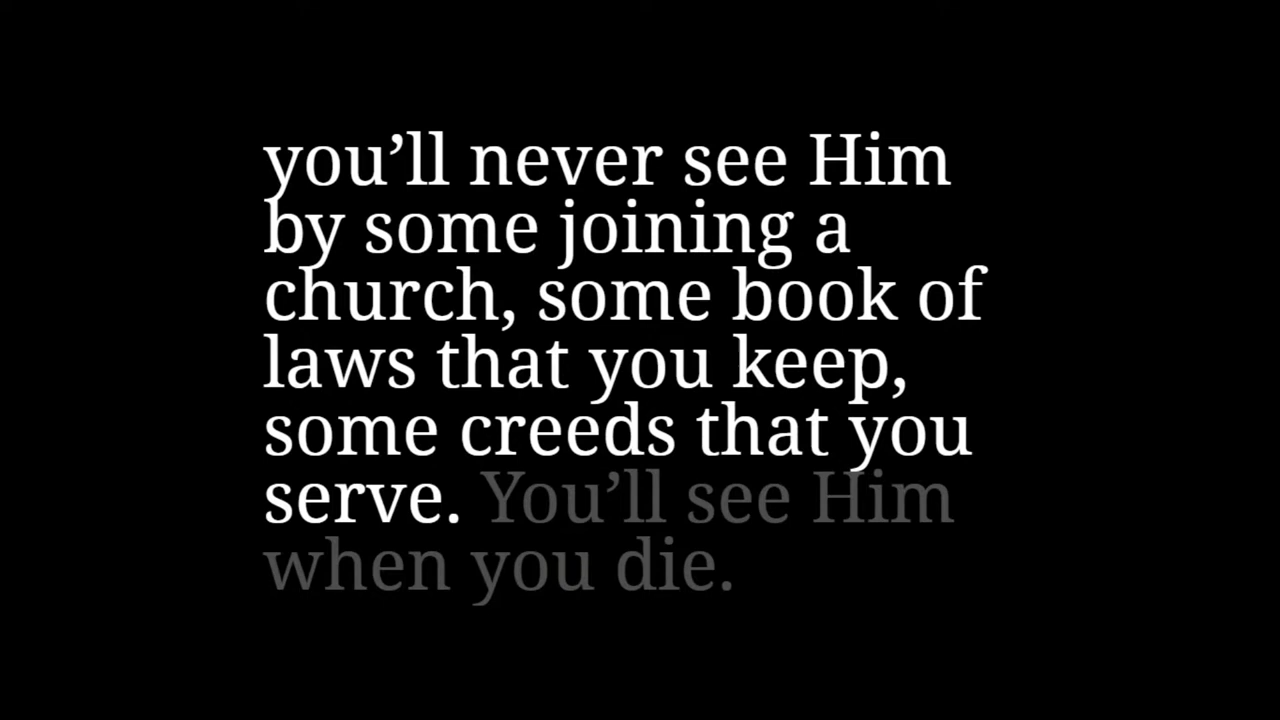 you’ll never see Him
by some joining a
church, some book of
laws that you keep,
some creeds that you
serve. You’ll see Him
when you die.